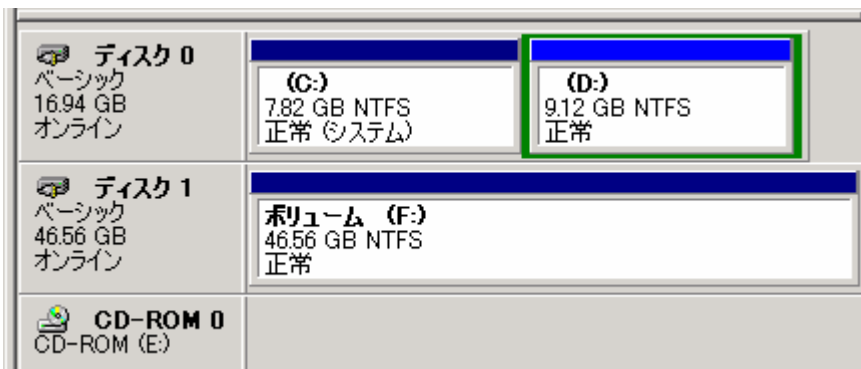 ディスク 0
ベーシック
16.94 GB
オンライン
(C:)
7.82 GB NTFS
正常 (システム)
(D:)
9.12 GB NTFS
正常
ディスク 1
ベーシック
46.56 GB
オンライン
ボリューム (F:)
46.56 GB NTFS
正常
CD-ROM 0
CD-ROM (E:)